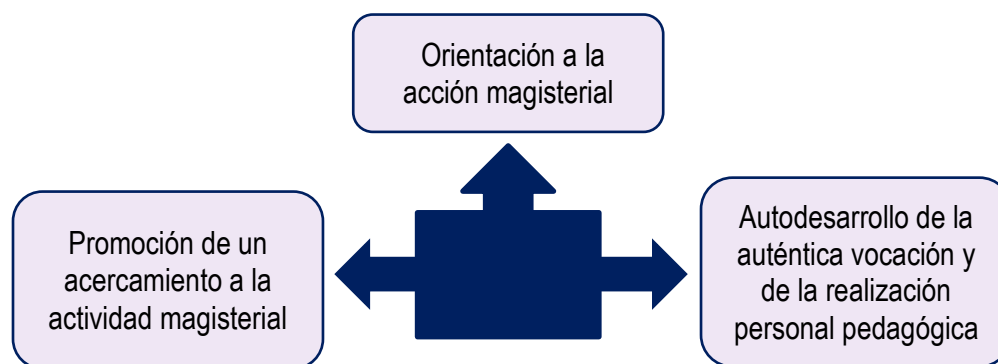 Orientación a la
acción magisterial
Promoción de un
acercamiento a la
actividad magisterial
Autodesarrollo de la
auténtica vocación y
de la realización
personal pedagógica